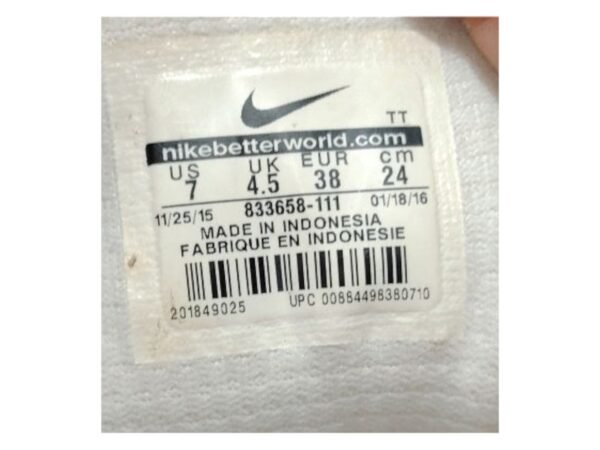 TT
nikebetterworld.com
US UK EUR cm
7 4.5 38 24
11/25/15 833658-111 01/18/16
MADE IN INDONESIA
FABRIQUE EN INDONESIE
201849025 UPC 00884498380710